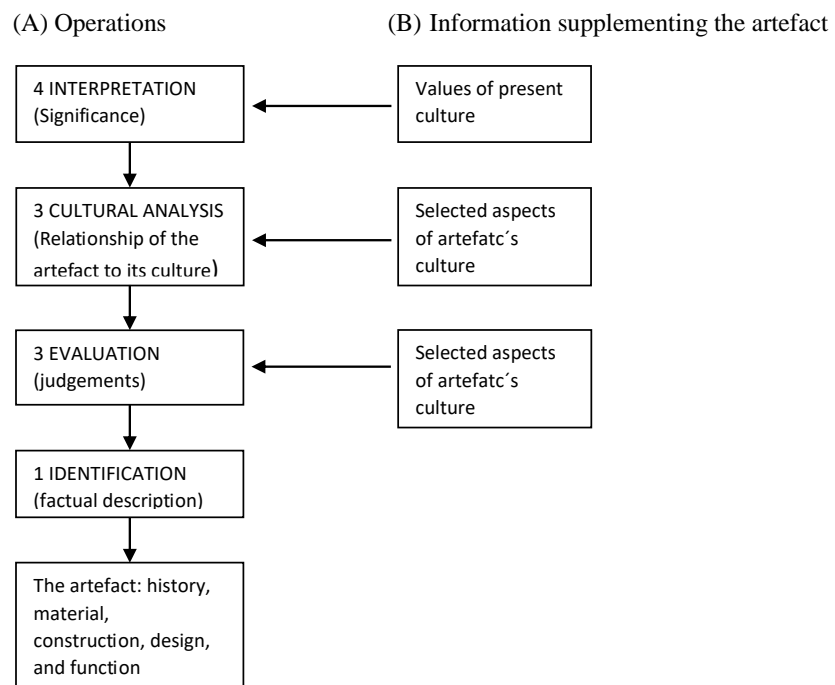 (A) Operations
(B) Information supplementing the artefact
4 INTERPRETATION
(Significance)
Values of present
culture
3 CULTURAL ANALYSIS
(Relationship of the
artefact to its culture)
Selected aspects
of artefatc´s
culture
3 EVALUATION
(judgements)
Selected aspects
of artefatc´s
culture
1 IDENTIFICATION
(factual description)
The artefact: history,
material,
construction, design,
and function